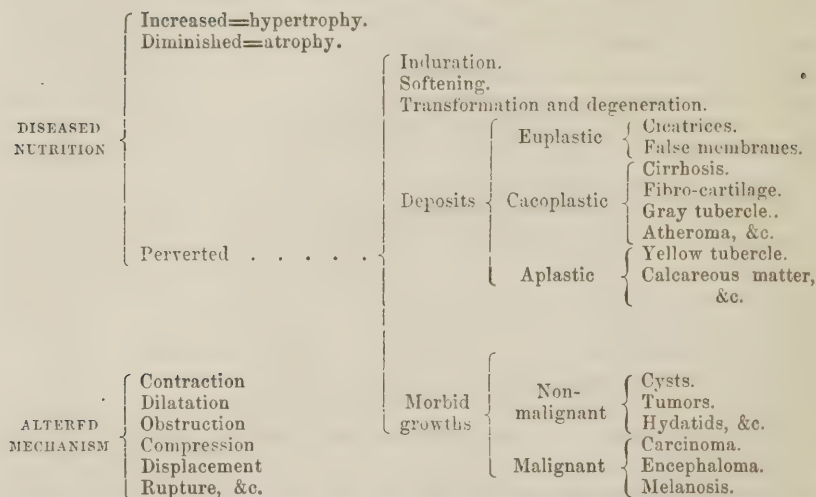 Increased=hypertrophy.
Diminished=atrophy.
DISEASED
NUTRITION
Perverted . . . . .
Induration.
Softening.
Transformation and degeneration.
Deposits
Euplastic
Cicatrices.
False membranes.
Cacoplastic
Cirrhosis.
Fibro-cartilage.
Gray tubercle..
Atheroma, &c.
Aplastic
Yellow tubercle.
Calcareous matter,
&c.
Morbid
growths
Non-
malignant
Cysts.
Tumors.
Hydatids, &c.
Malignant
Carcinoma.
Encephaloma.
Melanosis.
ALTERED
MECHANISM
Contraction
Dilatation
Obstruction
Compression
Displacement
Rupture, &c.